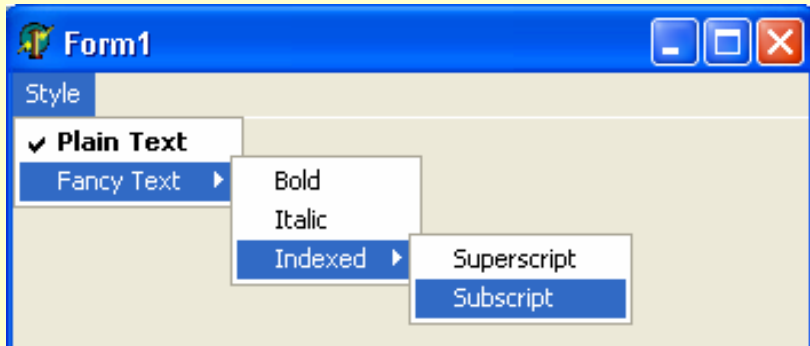 Form1
Style
Plain Text
Fancy Text
Bold
Italic
Indexed
Superscript
Subscript